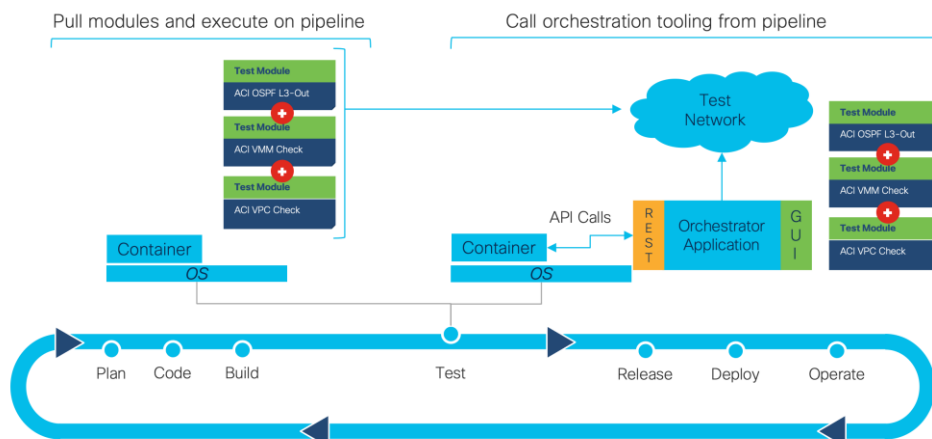 Pull modules and execute on pipeline
Call orchestration tooling from pipeline
Test Module
ACI OSPF L3-Out
Test Module
ACI VMM Check
Test Module
ACI VPC Check
Test
Network
Test Module
ACI OSPF L3-Out
Test Module
ACI VMM Check
Test Module
ACI VPC Check
Container
OS
API Calls
Container
OS
REST
Orchestrator
Application
GUI
Plan
Code
Build
Test
Release
Deploy
Operate